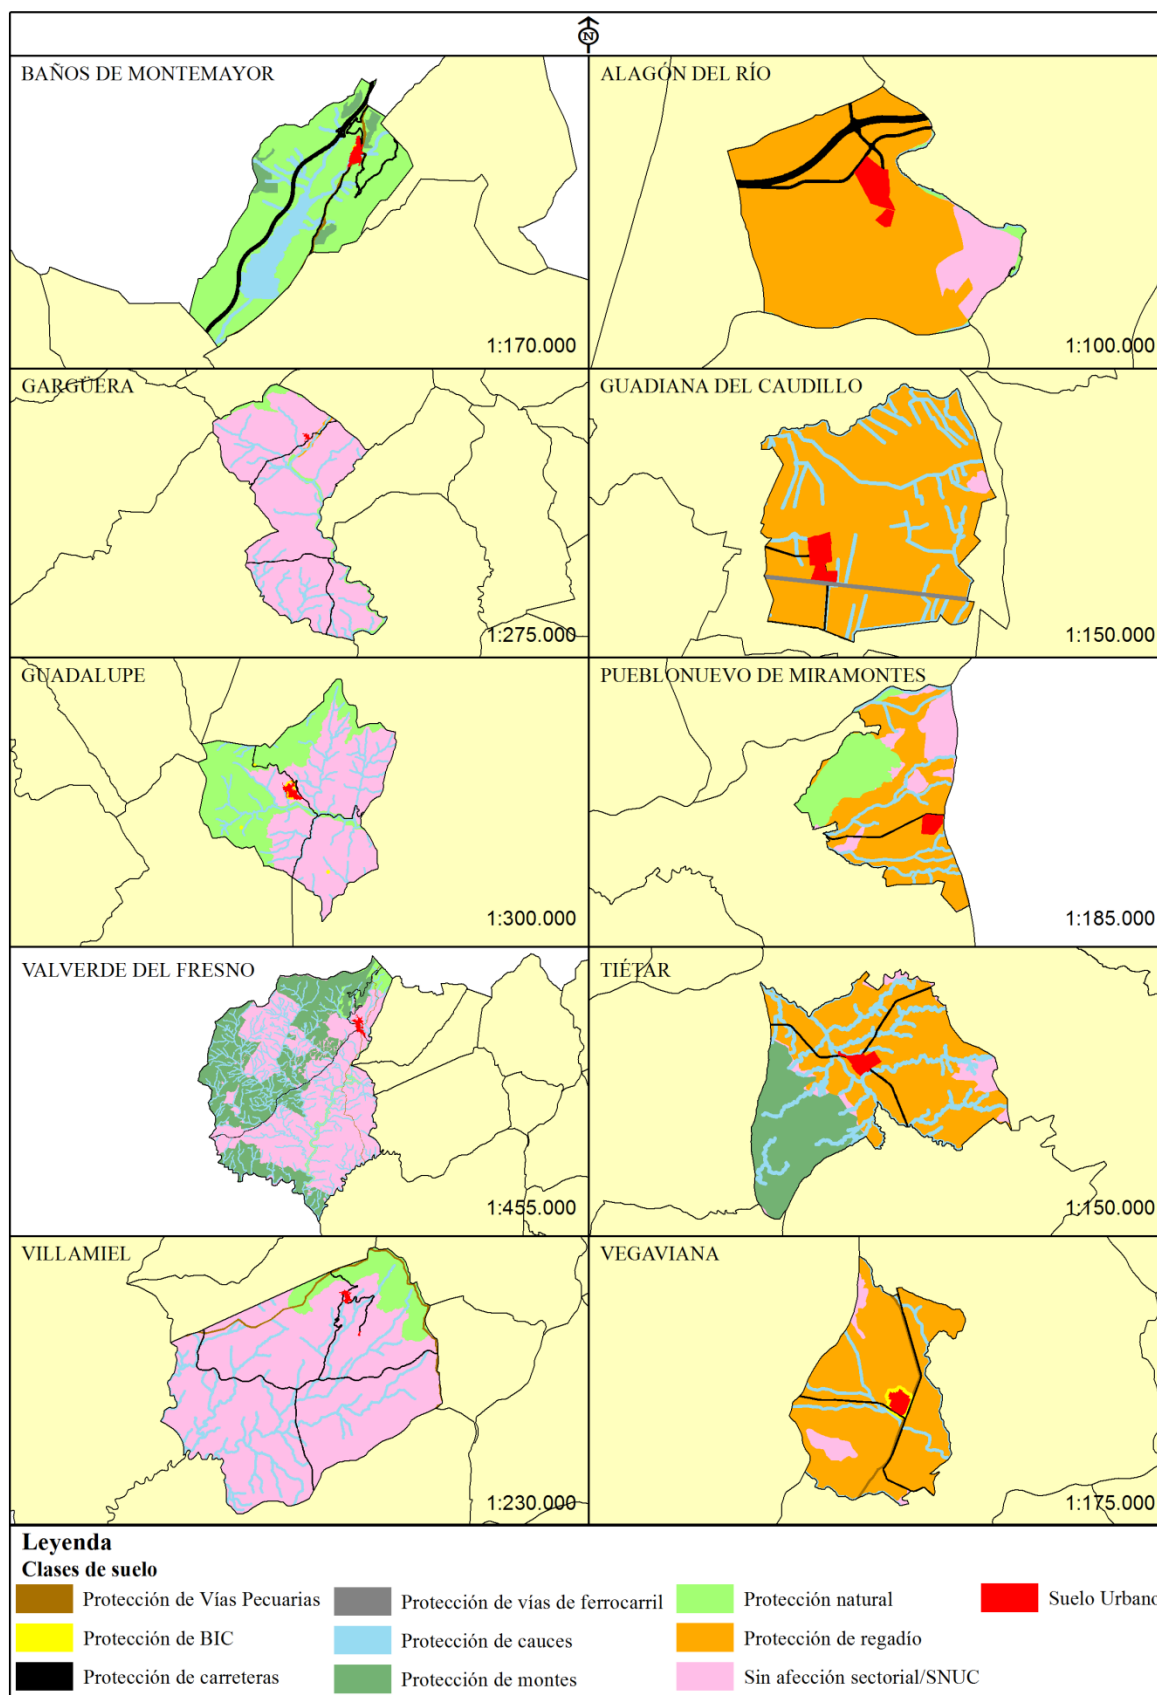 N
BAÑOS DE MONTEMAYOR
1:170.000
ALAGÓN DEL RÍO
1:100.000
GARGÜERA
1:275.000
GUADIANA DEL CAUDILLO
1:150.000
GUADALUPE
1:300.000
PUEBLONUEVO DE MIRAMONTES
1:185.000
VALVERDE DEL FRESNO
1:455.000
TIÉTAR
1:150.000
VILLAMIEL
1:230.000
VEGAVIANA
1:175.000
Leyenda
Clases de suelo
Protección de Vías Pecuarias
Protección de BIC
Protección de carreteras
Protección de vías de ferrocarril
Protección de cauces
Protección de montes
Protección natural
Protección de regadío
Sin afección sectorial/SNUC
Suelo Urbano